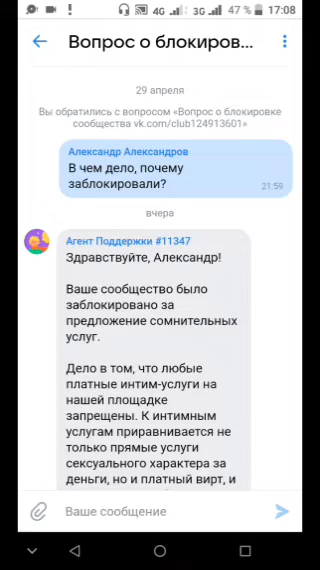 4G 3G 47 % 17:08
Вопрос о блокиров...
29 апреля
Вы обратились с вопросом «Вопрос о блокировке
сообщества vk.com/club124913601»
Александр Александров
В чем дело, почему
заблокировали?
21:59
вчера
Агент Поддержки #11347
Здравствуйте, Александр!
Ваше сообщество было
заблокировано за
предложение сомнительных
услуг.
Дело в том, что любые
платные интим-услуги на
нашей площадке
запрещены. К интимным
услугам приравнивается не
только прямые услуги
сексуального характера за
деньги, но и платный вирт, и
Ваше сообщение